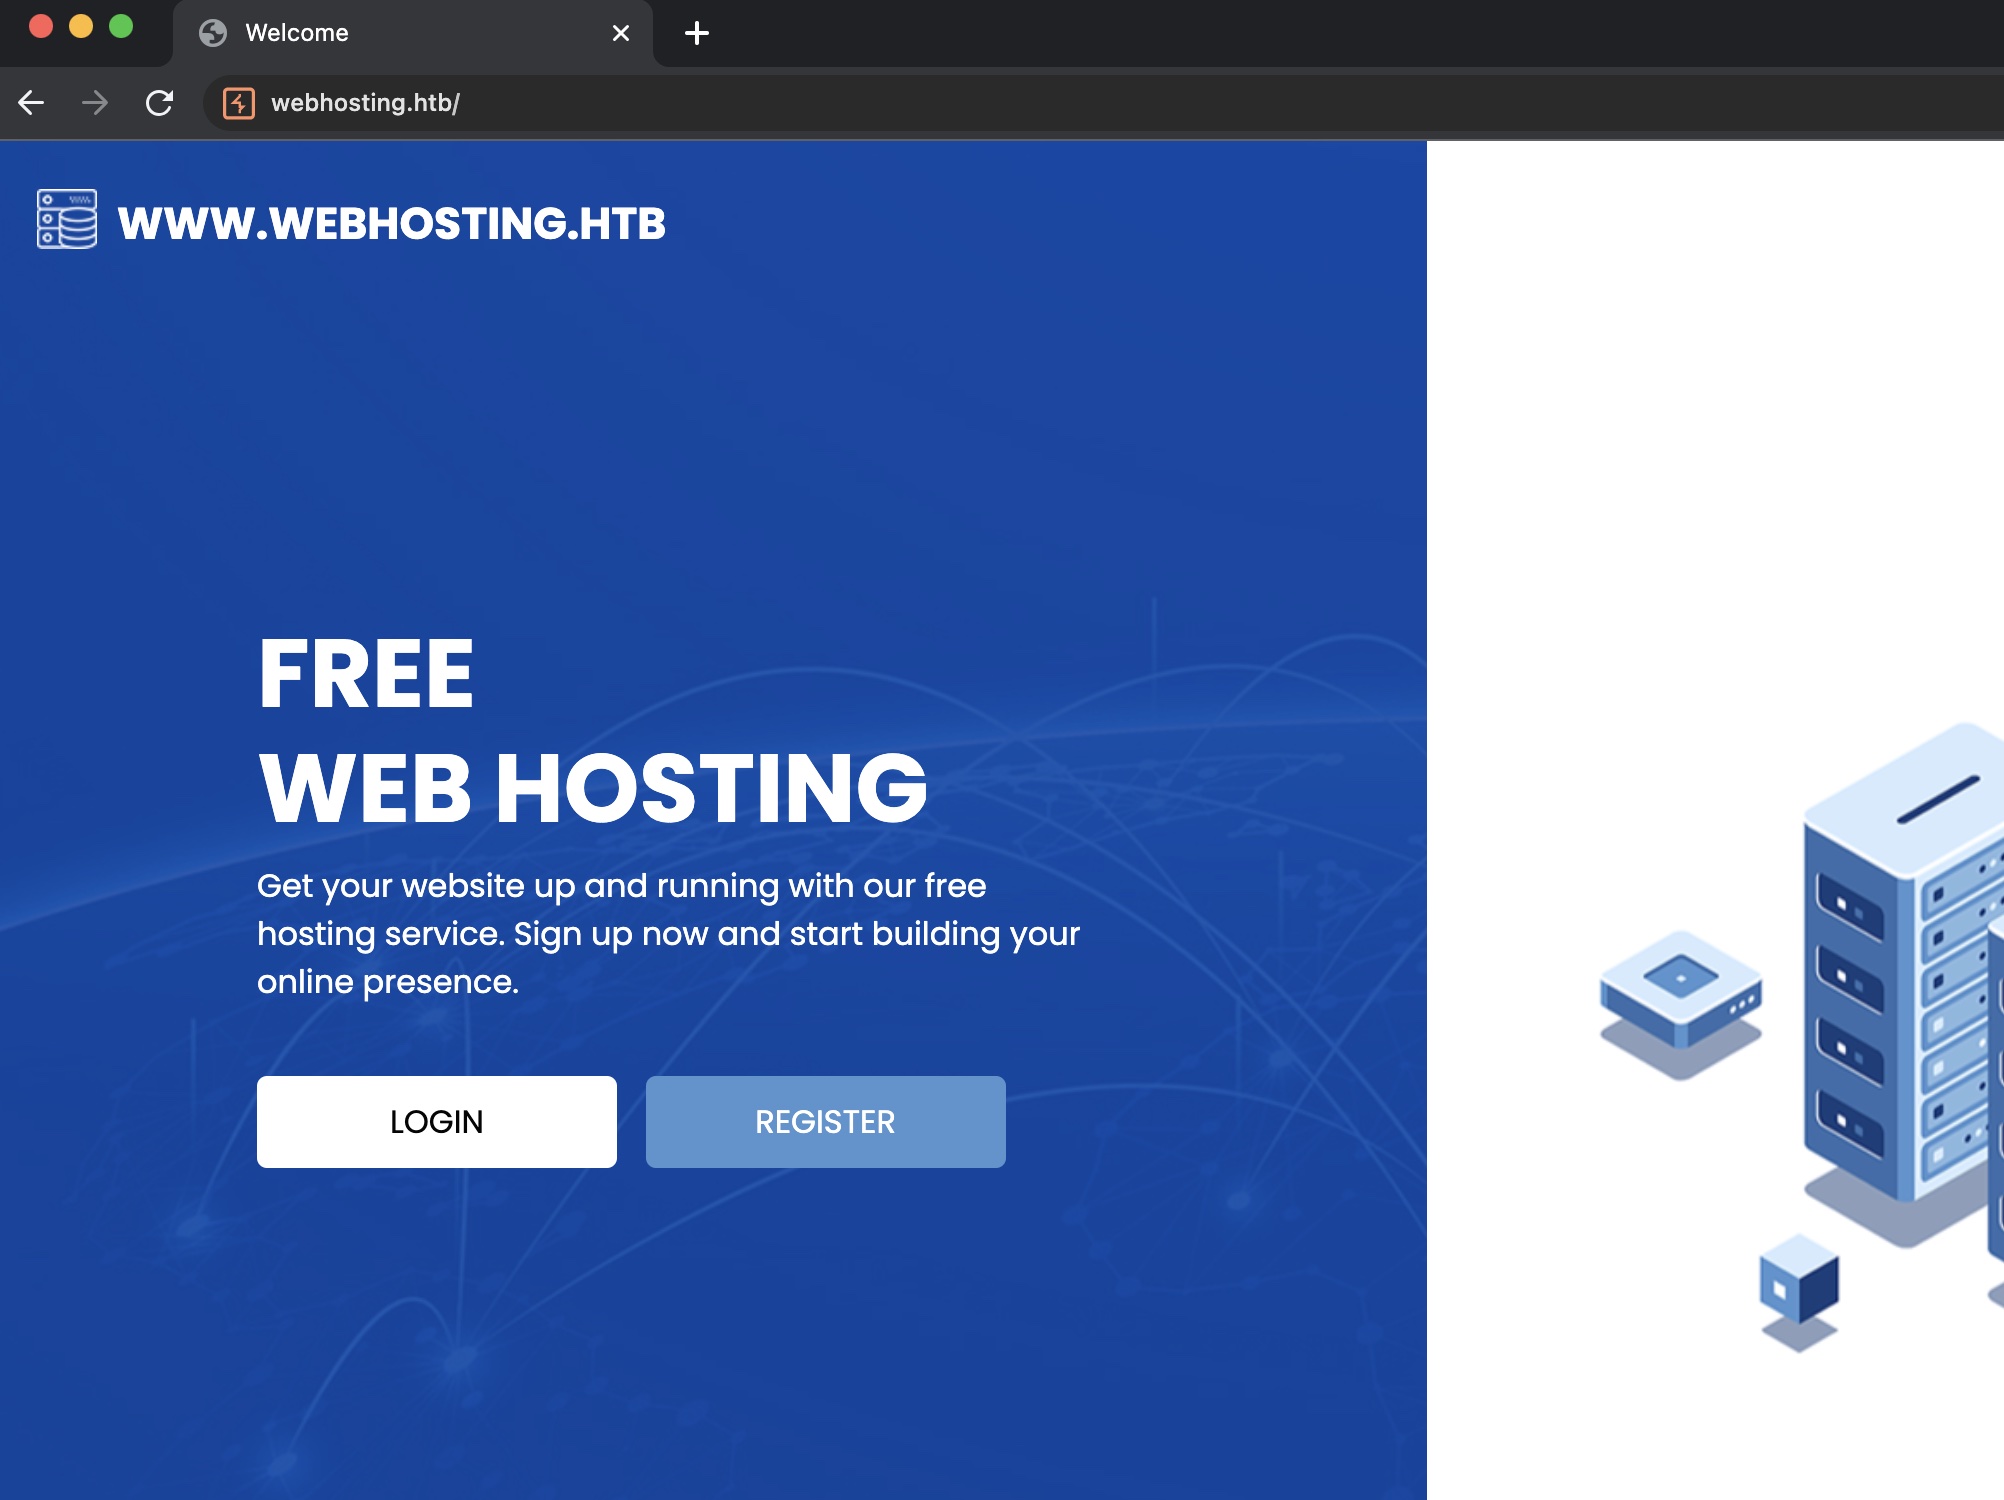 Welcome
webhosting.htb/
WWW.WEBHOSTING.HTB
FREE
WEB HOSTING
Get your website up and running with our free
hosting service. Sign up now and start building your
online presence.
LOGIN
REGISTER